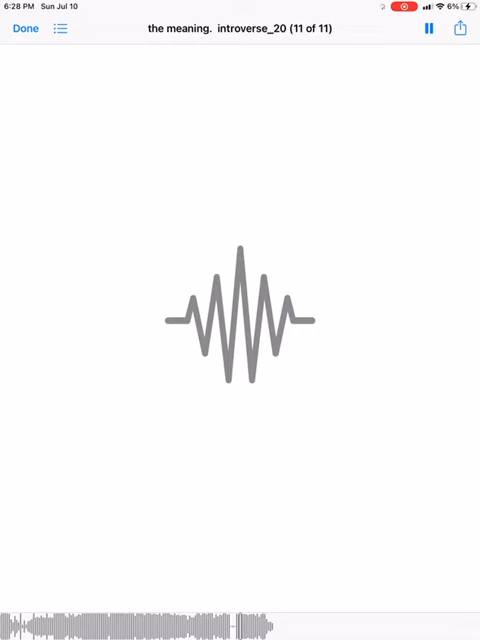 6:28 PM Sun Jul 10
6%
Done
the meaning. introverse_20 (11 of 11)